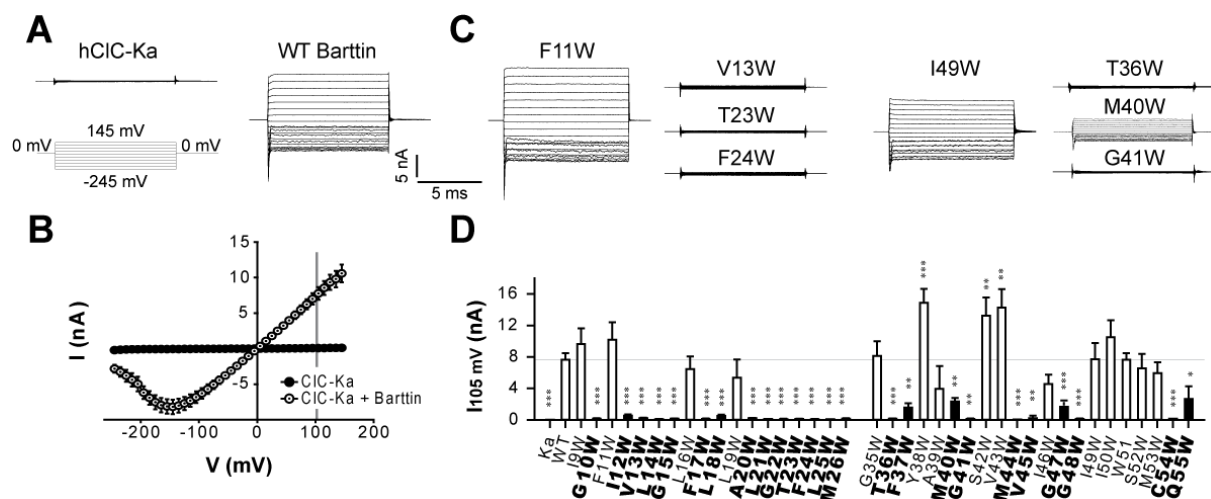 A
hClC-Ka
WT Barttin
0 mV
145 mV
0 mV
-245 mV
5 nA
5 ms
C
F11W
V13W
T23W
F24W
I49W
T36W
M40W
G41W
B
I (nA)
15
10
5
-5
-200
-100
0
100
200
V (mV)
ClC-Ka
ClC-Ka + Barttin
D
I105 mV (nA)
16
12
8
4
0
*** *** *** *** *** *** *** *** *** *** *** *** *** *** *** *** *** ** *** ** ** ** ** *** ** *** *** *** *
Ka
WT
I9W
G10W
F11W
I12W
V13W
L14W
G15W
L16W
F17W
L18W
L19W
A20W
L21W
G22W
T23W
F24W
L25W
M26W
G35W
T36W
F37W
Y38W
A39W
M40W
G41W
S42W
V43W
M44W
V45W
I46W
G47W
G48W
I49W
I50W
W51
S52W
M53W
C54W
Q55W